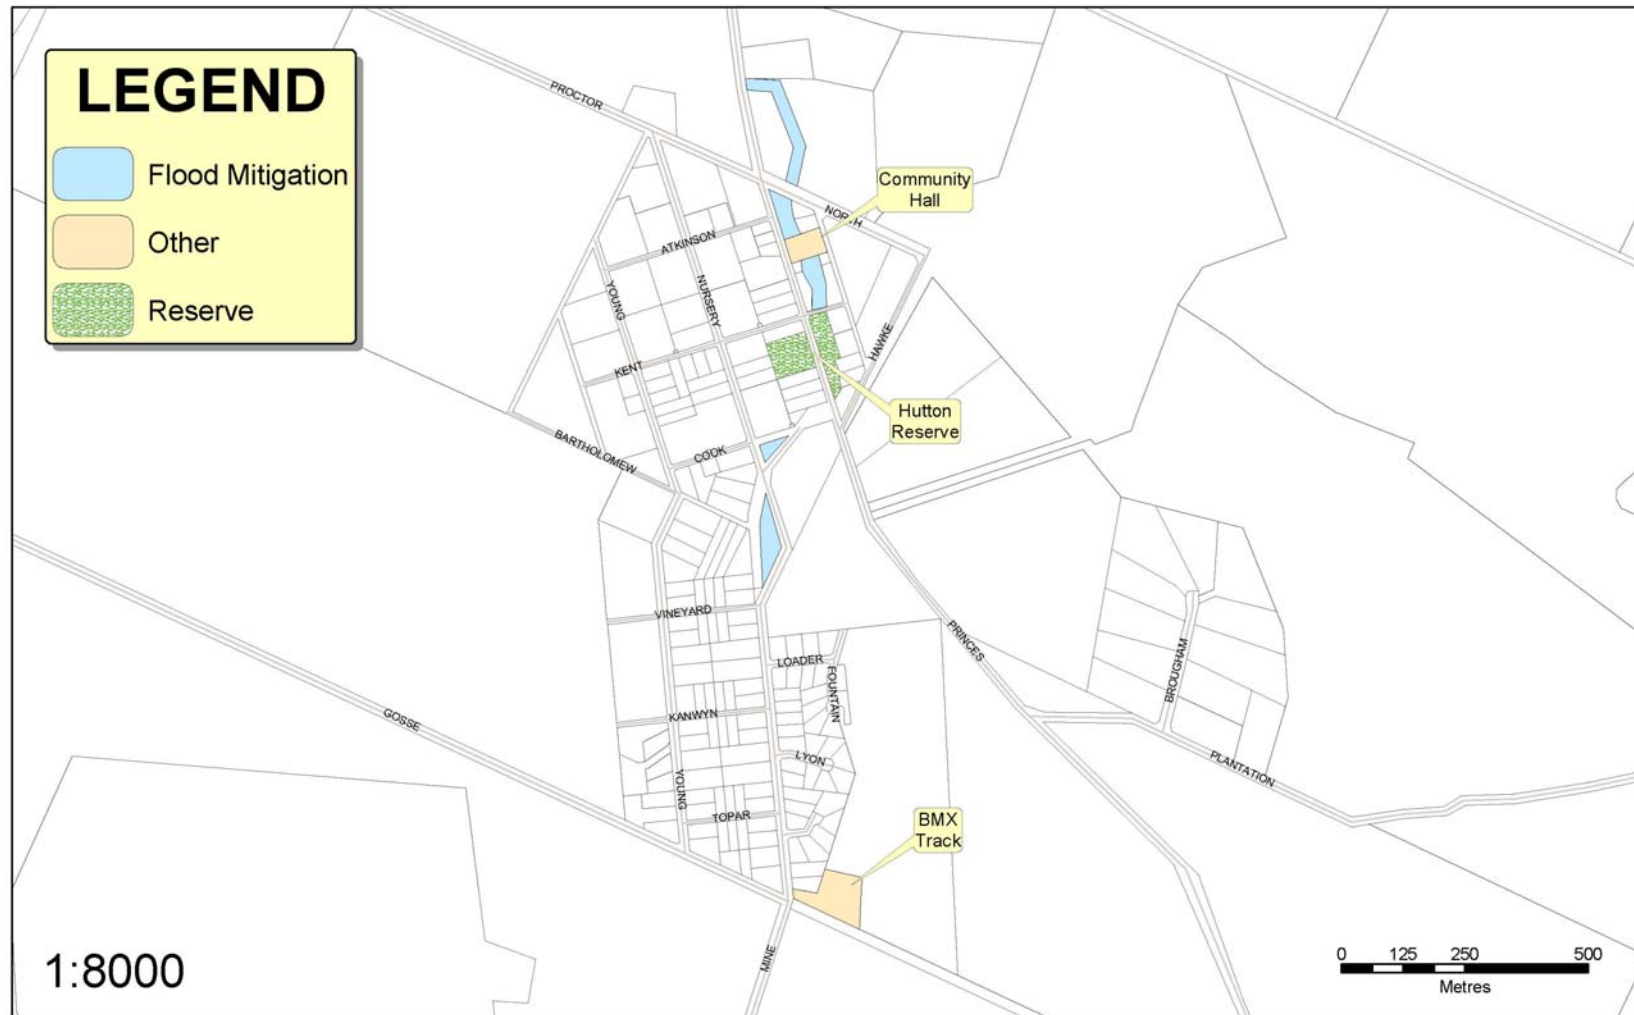 LEGEND
Flood Mitigation
Other
Reserve
PROCTOR
Community
Hall
NORTH
ATKINSON
YOUNG
NURSERY
HAWKE
KENT
Hutton
Reserve
BARTHOLOMEW
COOK
VINEYARD
PRINCES
LOADER
FOUNTAIN
BROUGHAM
GOSSE
KANWYN
LYON
PLANTATION
YOUNG
TOPAR
BMX
Track
MINE
1:8000
0 125 250 500
Metres